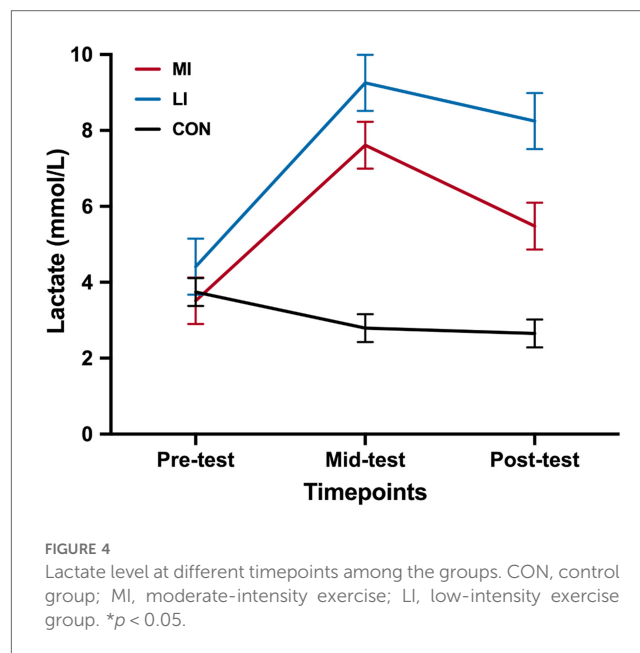 10
8
6
4
2
0
Lactate (mmol/L)
MI
LI
CON
Pre-test
Mid-test
Post-test
Timepoints
FIGURE 4
Lactate level at different timepoints among the groups. CON, control
group; MI, moderate-intensity exercise; LI, low-intensity exercise
group. *p < 0.05.